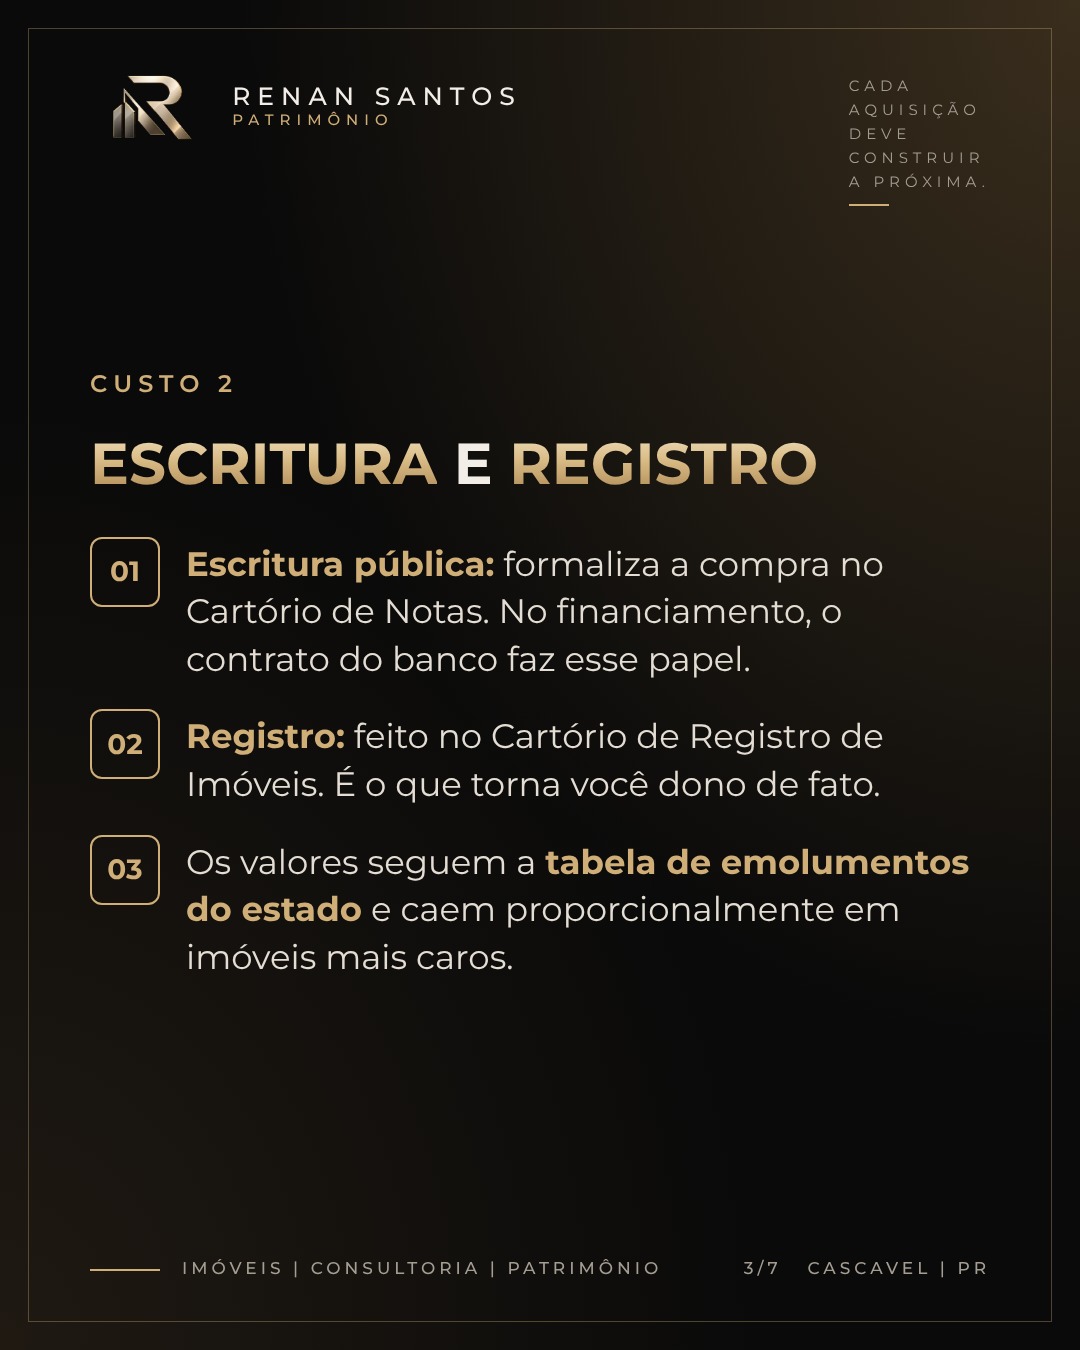 RENAN SANTOS
PATRIMÔNIO
CADA
AQUISIÇÃO
DEVE
CONSTRUIR
A PRÓXIMA.
CUSTO 2
ESCRITURA E REGISTRO
01
Escritura pública: formaliza a compra no
Cartório de Notas. No financiamento, o
contrato do banco faz esse papel.
02
Registro: feito no Cartório de Registro de
Imóveis. É o que torna você dono de fato.
03
Os valores seguem a tabela de emolumentos
do estado e caem proporcionalmente em
imóveis mais caros.
IMÓVEIS | CONSULTORIA | PATRIMÔNIO
3/7 CASCAVEL | PR